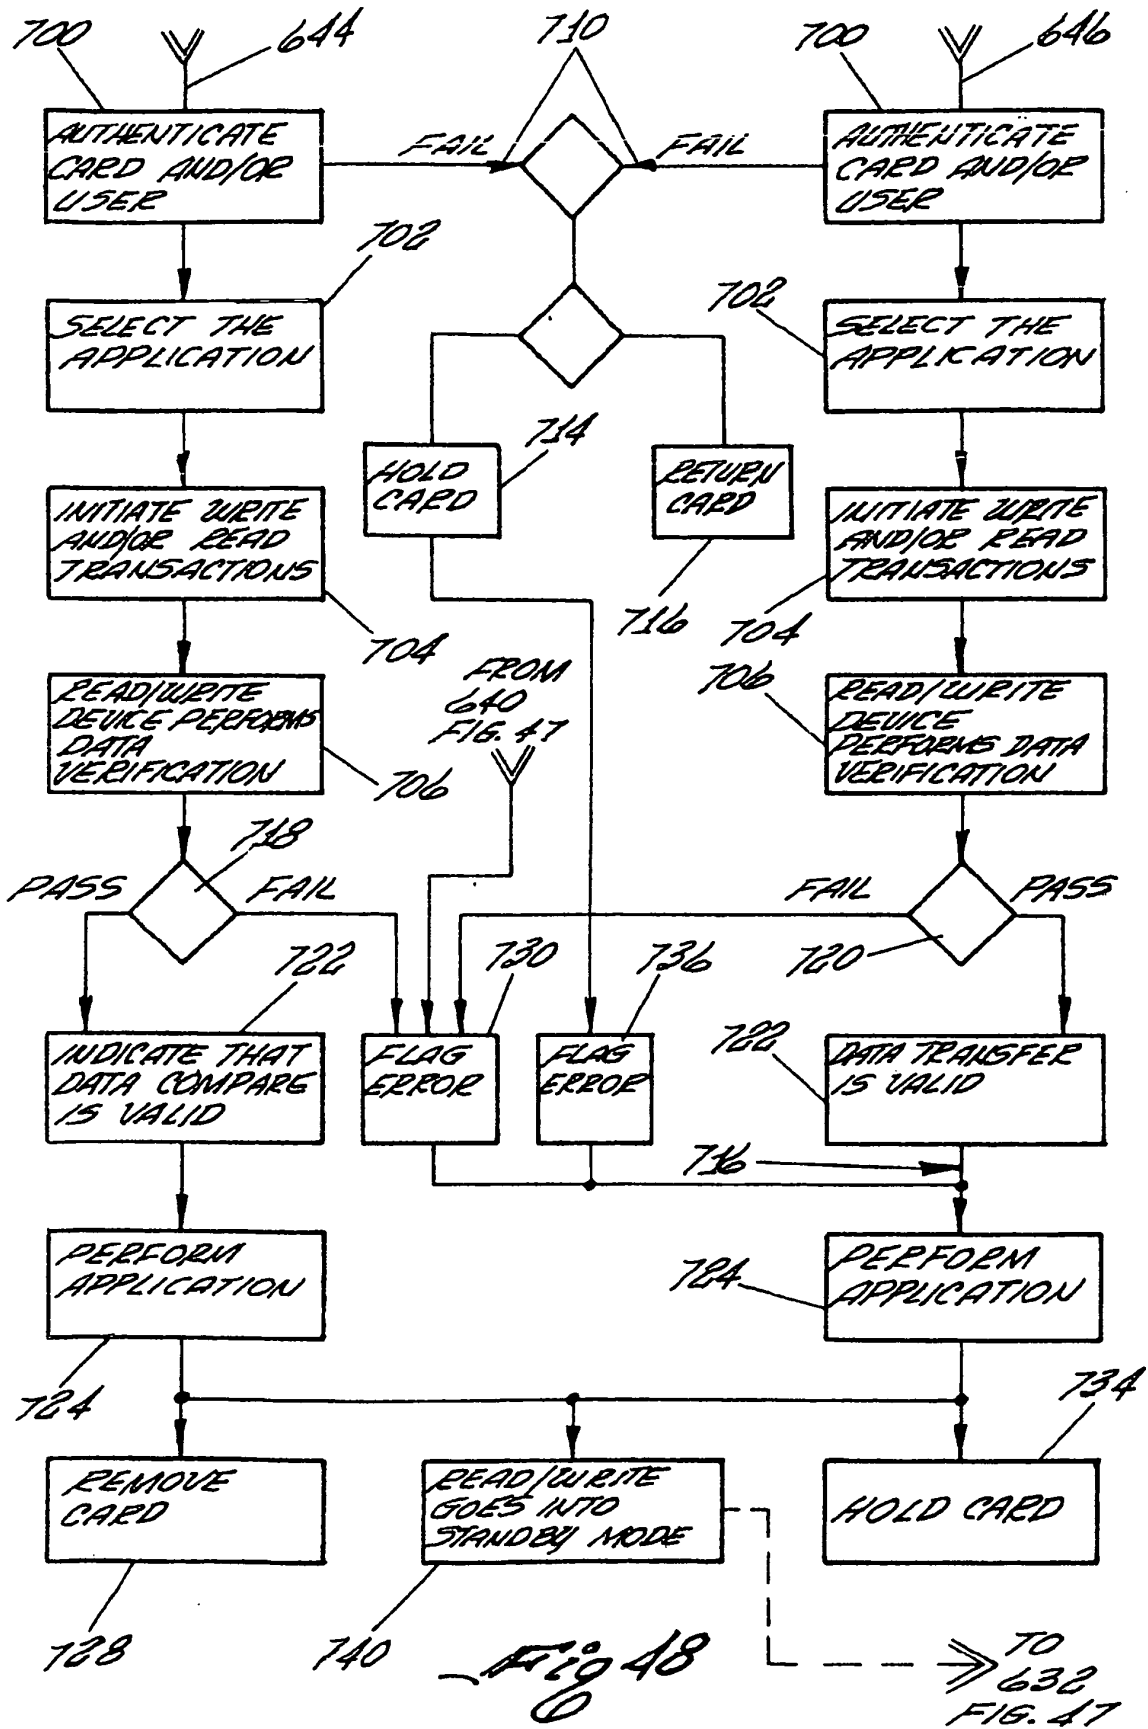 700
644
710
700
646
AUTHENTICATE
CARD AND/OR
USER
FAIL
FAIL
AUTHENTICATE
CARD AND/OR
USER
702
702
SELECT THE
APPLICATION
SELECT THE
APPLICATION
714
HOLD
CARD
RETURN
CARD
INITIATE WRITE
AND/OR READ
TRANSACTIONS
INITIATE WRITE
AND/OR READ
TRANSACTIONS
704
716
704
FROM
640
FIG. 47
706
READ/WRITE
DEVICE PERFORMS
DATA
VERIFICATION
706
READ/WRITE
DEVICE
PERFORMS DATA
VERIFICATION
718
PASS
FAIL
FAIL
PASS
722
730
736
720
INDICATE THAT
DATA COMPARE
IS VALID
FLAG
ERROR
FLAG
ERROR
722
DATA TRANSFER
IS VALID
716
PERFORM
APPLICATION
724
PERFORM
APPLICATION
724
734
REMOVE
CARD
READ/WRITE
GOES INTO
STANDBY MODE
HOLD CARD
728
740
Fig 48
TO
632
FIG. 47